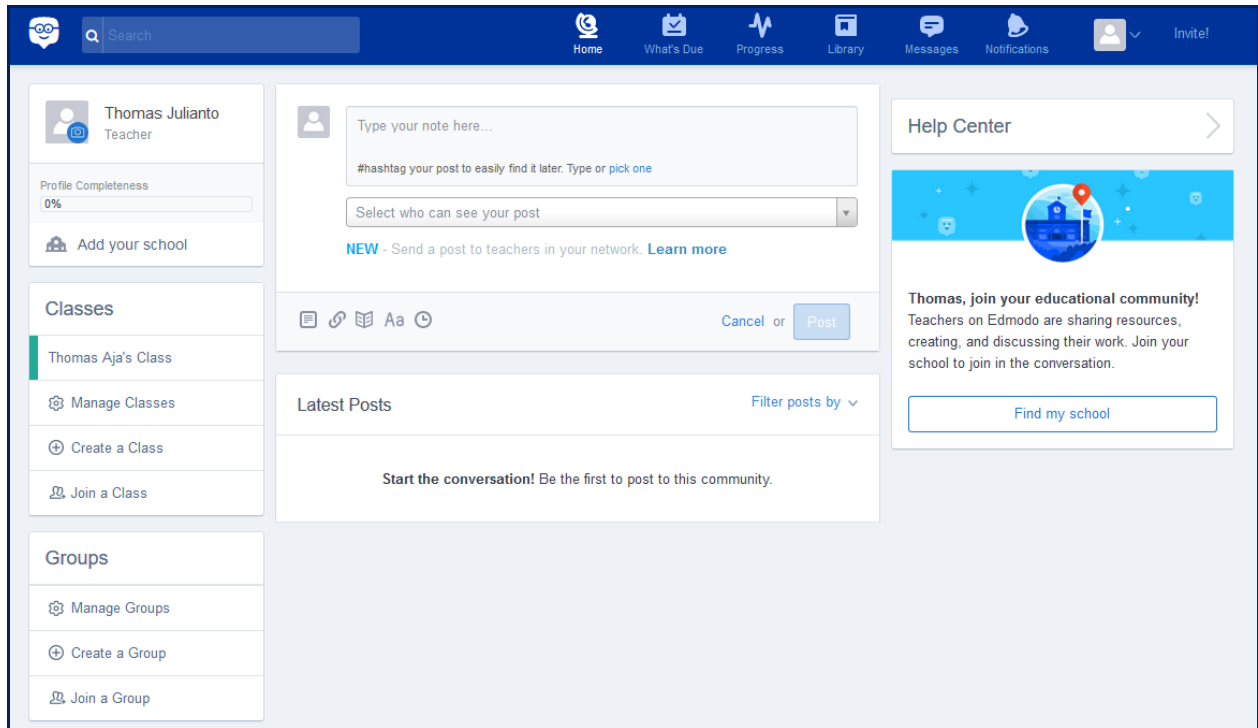 Search
Home
What's Due
Progress
Library
Messages
Notifications
Invite!
Thomas Julianto
Teacher
Profile Completeness
0%
Add your school
Classes
Thomas Aja's Class
Manage Classes
Create a Class
Join a Class
Groups
Manage Groups
Create a Group
Join a Group
Type your note here...
#hashtag your post to easily find it later. Type or pick one
Select who can see your post
NEW - Send a post to teachers in your network. Learn more
Aa
Cancel or Post
Latest Posts
Filter posts by
Start the conversation! Be the first to post to this community.
Help Center
Thomas, join your educational community!
Teachers on Edmodo are sharing resources,
creating, and discussing their work. Join your
school to join in the conversation.
Find my school